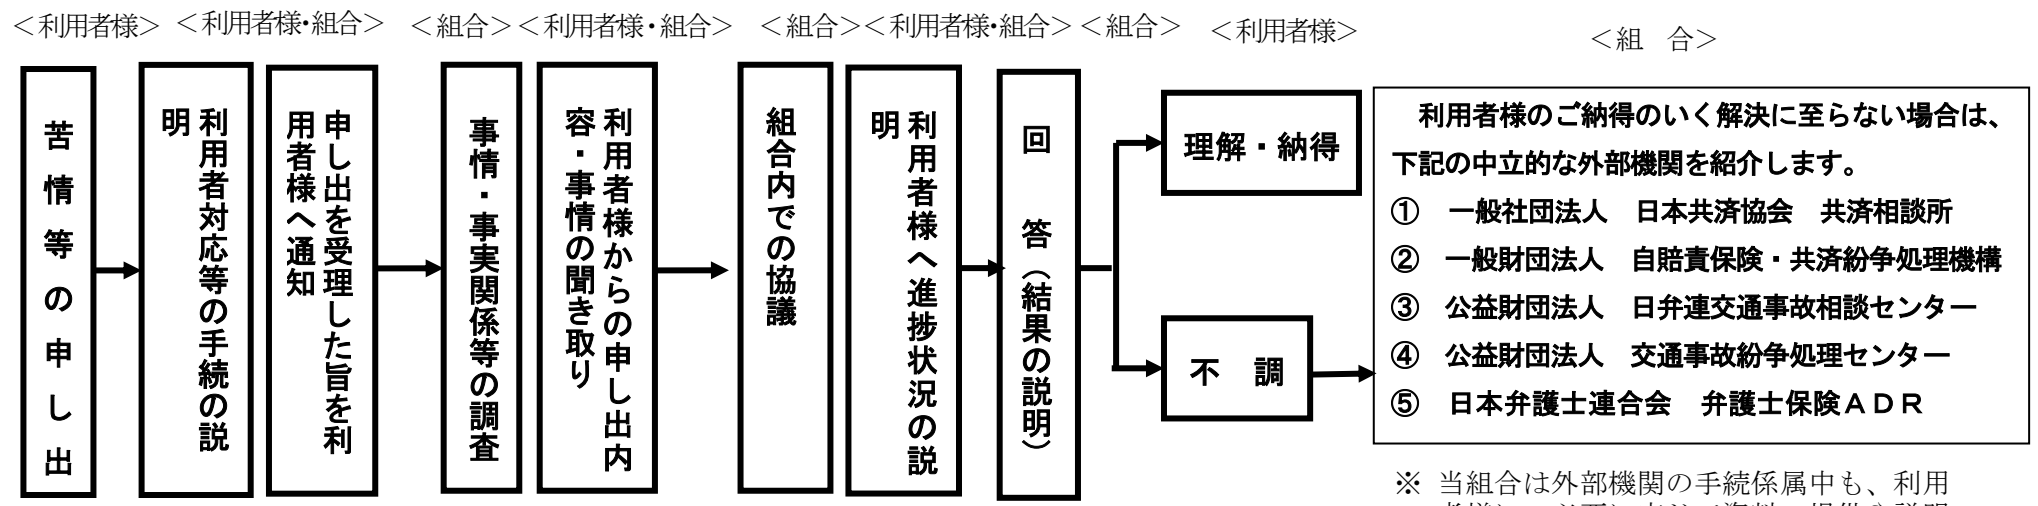 ＜利用者様＞ ＜利用者様・組合＞ ＜組合＞ ＜利用者様・組合＞ ＜組合＞ ＜利用者様・組合＞ ＜組合＞ ＜利用者様＞ ＜組　合＞
苦情等の申し出
利用者対応等の手続の説
明
申し出を受理した旨を利
用者様へ通知
事情・事実関係等の調査
利用者様からの申し出内
容・事情の聞き取り
組合内での協議
利用者様へ進捗状況の説
明
回　答（結果の説明）
理解・納得
不　調
利用者様のご納得のいく解決に至らない場合は、
下記の中立的な外部機関を紹介します。
①　一般社団法人　日本共済協会　共済相談所
②　一般財団法人　自賠責保険・共済紛争処理機構
③　公益財団法人　日弁連交通事故相談センター
④　公益財団法人　交通事故紛争処理センター
⑤　日本弁護士連合会　弁護士保険ＡＤＲ
※ 当組合は外部機関の手続係属中も、利用